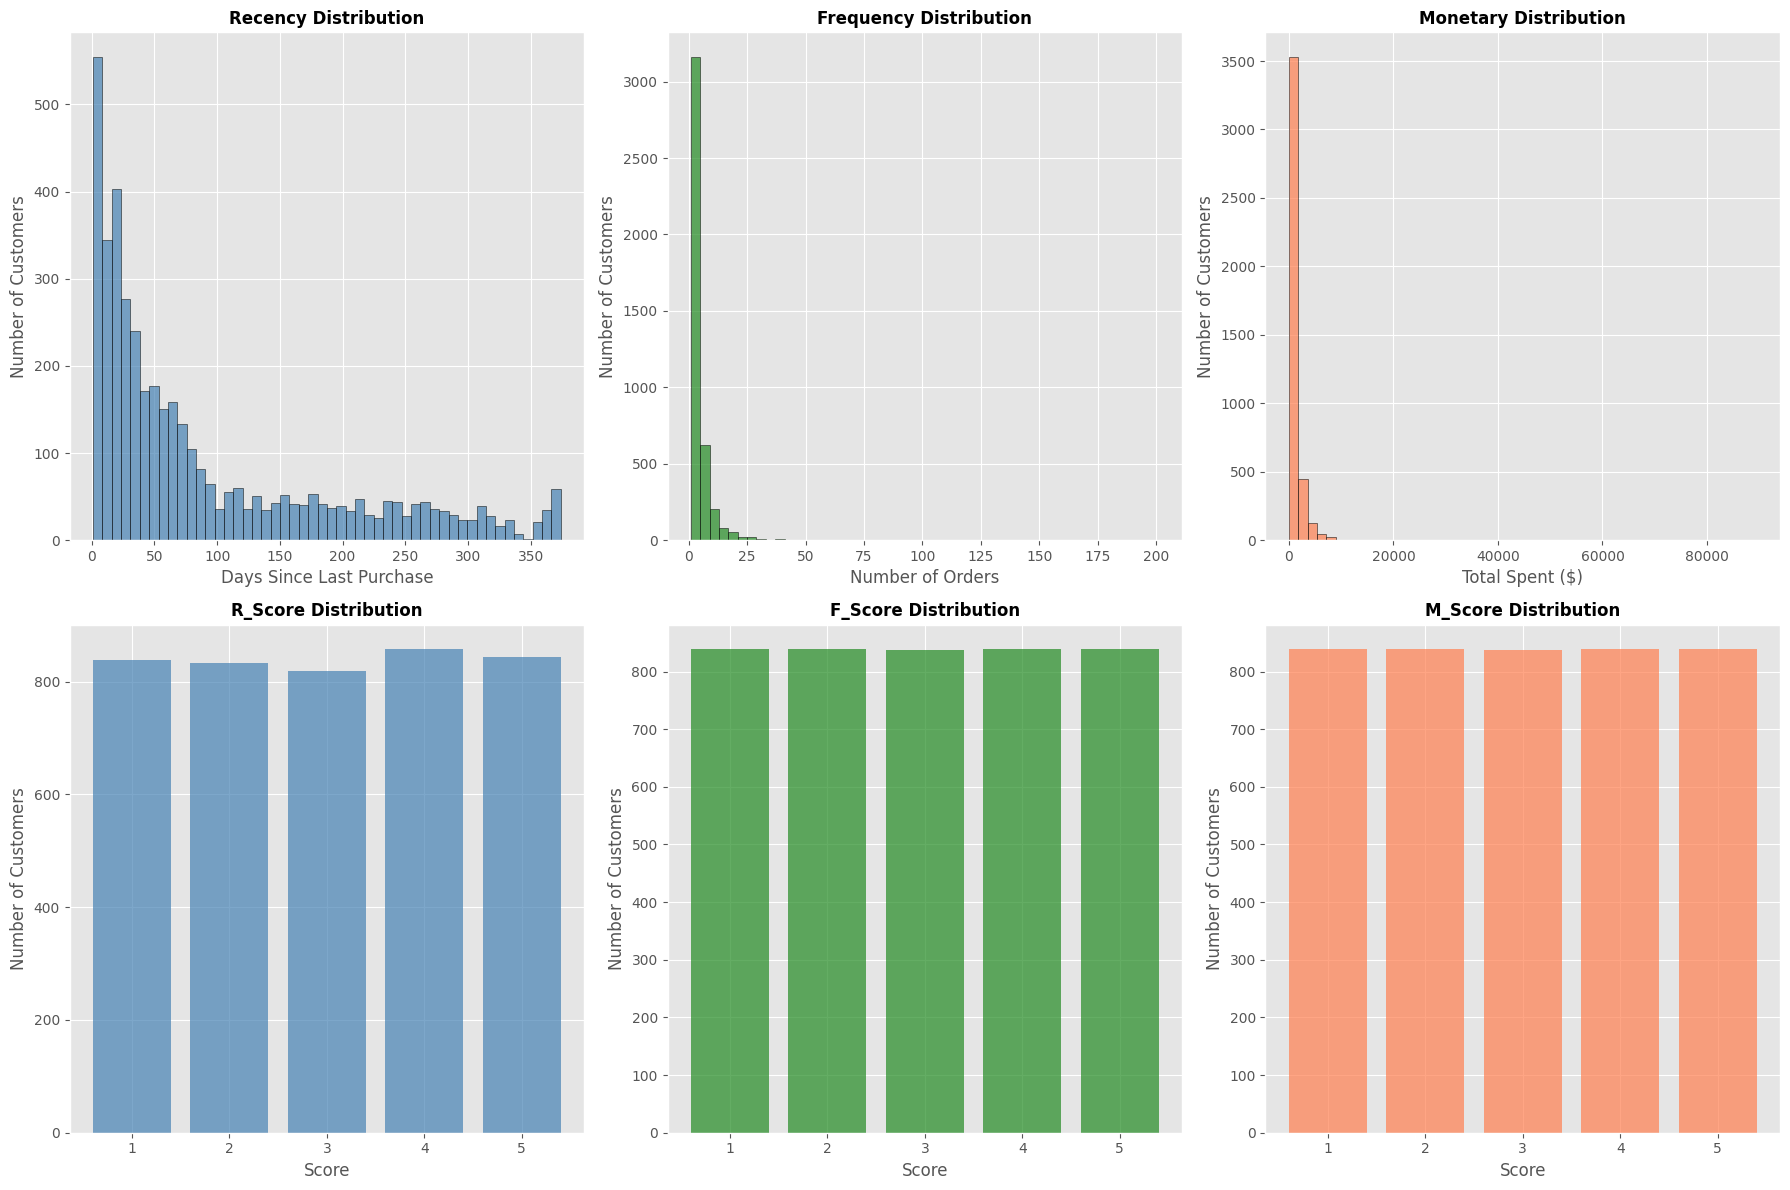 Recency Distribution
Number of Customers
500
400
300
200
100
0
0 50 100 150 200 250 300 350
Days Since Last Purchase
Frequency Distribution
Number of Customers
3000
2500
2000
1500
1000
500
0
0 25 50 75 100 125 150 175 200
Number of Orders
Monetary Distribution
Number of Customers
3500
3000
2500
2000
1500
1000
500
0
0 20000 40000 60000 80000
Total Spent ($)
R_Score Distribution
Number of Customers
800
600
400
200
0
1 2 3 4 5
Score
F_Score Distribution
Number of Customers
800
700
600
500
400
300
200
100
0
1 2 3 4 5
Score
M_Score Distribution
Number of Customers
800
700
600
500
400
300
200
100
0
1 2 3 4 5
Score